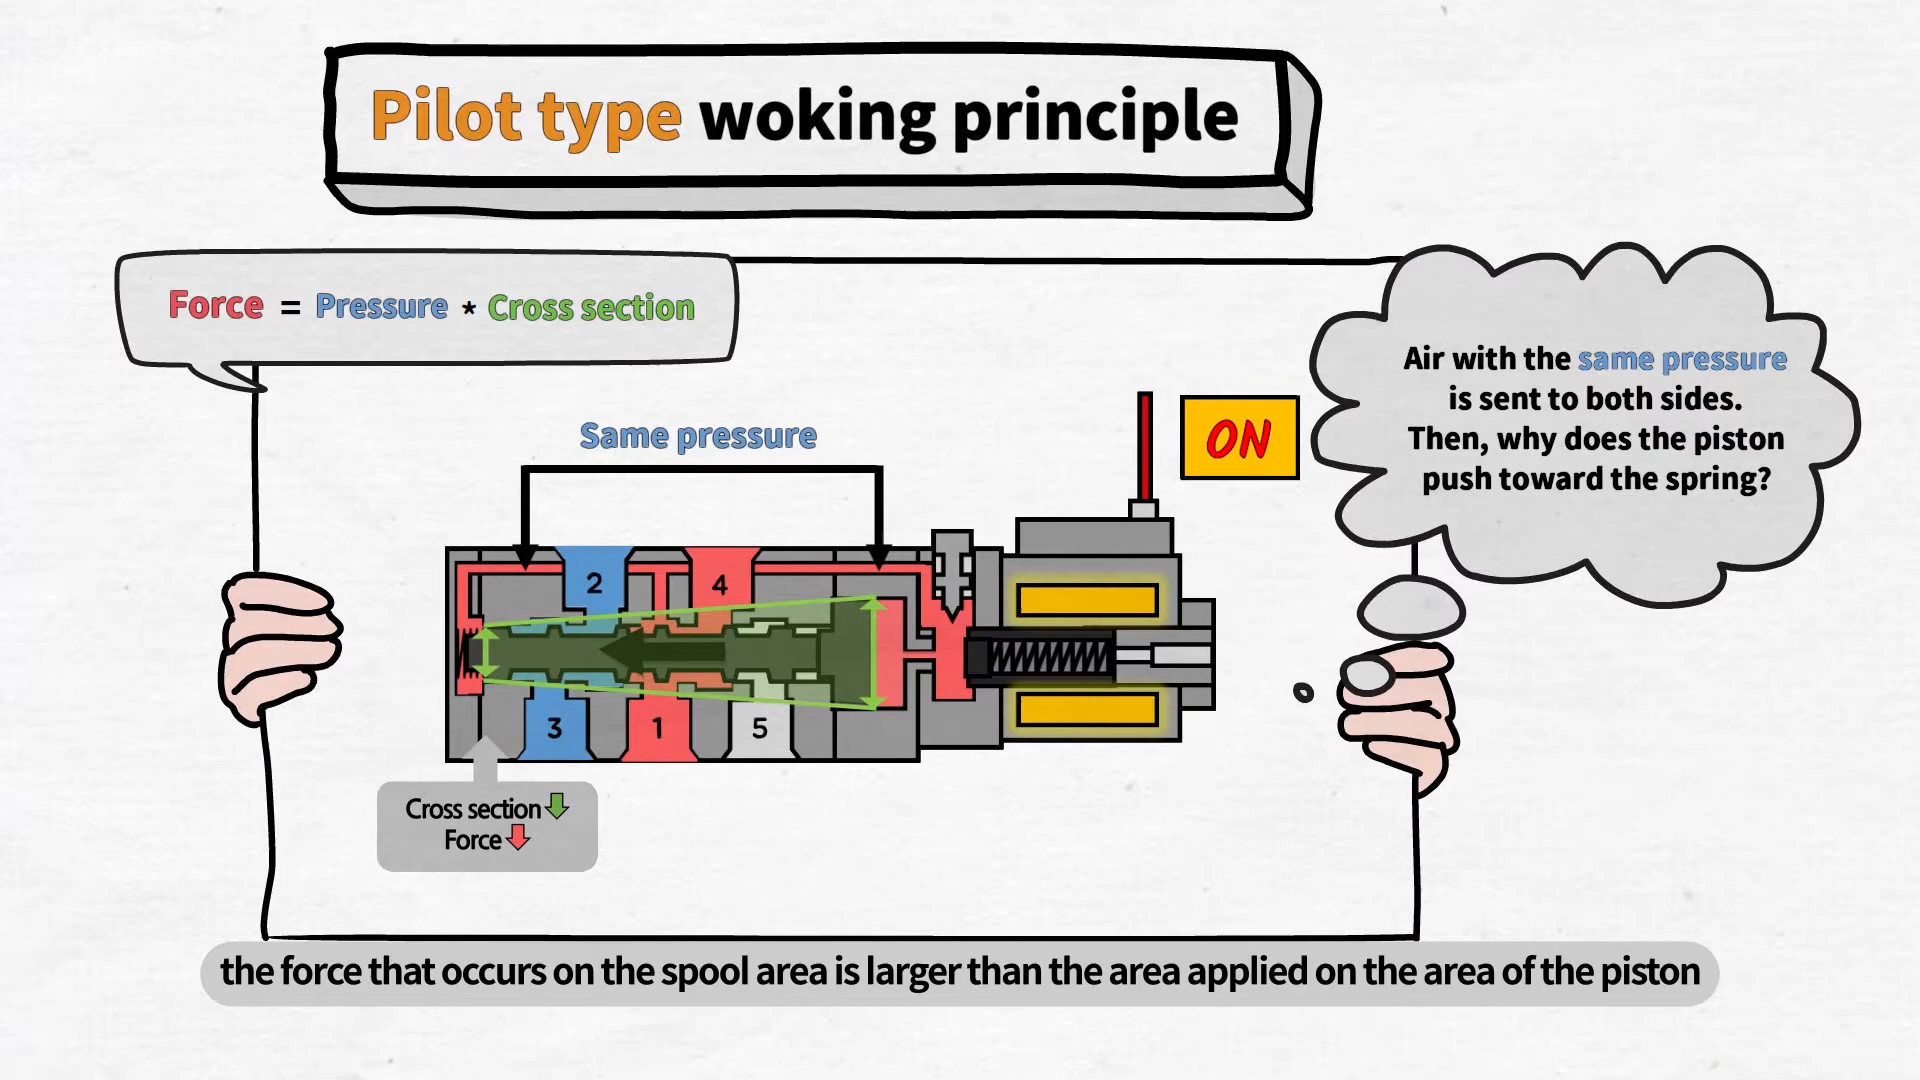 Pilot type woking principle
Force = Pressure * Cross section
Air with the same pressure
is sent to both sides.
Then, why does the piston
push toward the spring?
Same pressure
ON
2
4
3
1
5
Cross section
Force
the force that occurs on the spool area is larger than the area applied on the area of the piston